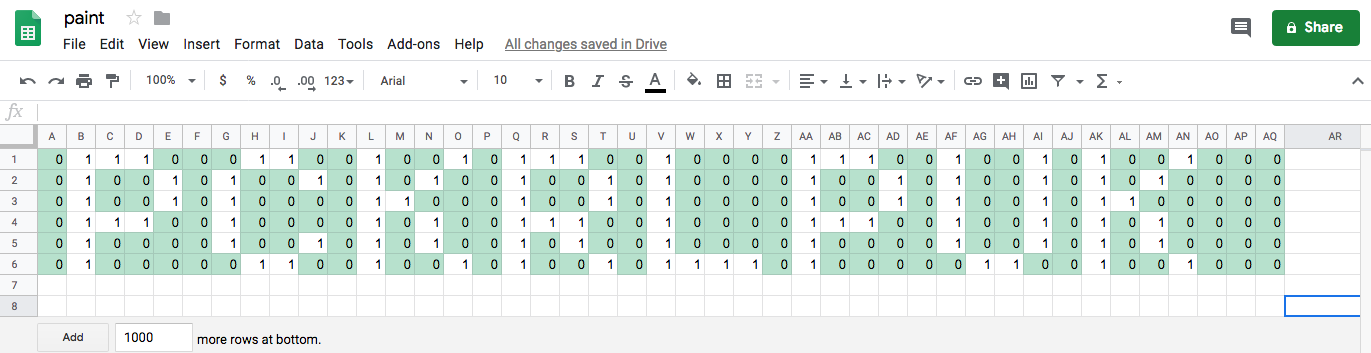 paint
File Edit View Insert Format Data Tools Add-ons Help All changes saved in Drive
Share
100% $ % .0 .00 123 Arial 10 B I S A
fx
A B C D E F G H I J K L M N O P Q R S T U V W X Y Z AA AB AC AD AE AF AG AH AI AJ AK AL AM AN AO AP AQ AR
1 0 1 1 1 0 0 0 1 1 0 0 1 0 0 1 0 1 1 1 0 0 1 0 0 0 0 1 1 1 0 0 1 0 0 1 0 1 0 0 1 0 0 0
2 0 1 0 0 1 0 1 0 0 1 0 1 0 1 0 0 1 0 0 1 0 1 0 0 0 0 1 0 0 1 0 1 0 0 1 0 1 0 1 0 0 0 0
3 0 1 0 0 1 0 1 0 0 0 0 1 1 0 0 0 1 0 0 1 0 1 0 0 0 0 1 0 0 1 0 1 0 0 1 0 1 1 0 0 0 0 0
4 0 1 1 1 0 0 1 0 0 0 0 1 0 1 0 0 1 1 1 0 0 1 0 0 0 0 1 1 1 0 0 1 0 0 1 0 1 0 1 0 0 0 0
5 0 1 0 0 0 0 1 0 0 1 0 1 0 1 0 0 1 0 1 0 0 1 0 0 0 0 1 0 0 0 0 1 0 0 1 0 1 0 1 0 0 0 0
6 0 1 0 0 0 0 0 1 1 0 0 1 0 0 1 0 1 0 0 1 0 1 1 1 1 0 1 0 0 0 0 0 1 1 0 0 1 0 0 1 0 0 0
7
8
Add 1000 more rows at bottom.